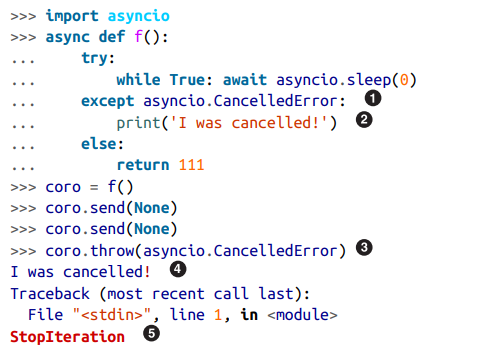 >>> import asyncio
>>> async def f():
...     try:
...         while True: await asyncio.sleep(0)
...     except asyncio.CancelledError:  ❶
...         print('I was cancelled!')  ❷
...     else:
...         return 111
>>> coro = f()
>>> coro.send(None)
>>> coro.send(None)
>>> coro.throw(asyncio.CancelledError) ❸
I was cancelled!  ❹
Traceback (most recent call last):
  File "<stdin>", line 1, in <module>
StopIteration  ❺